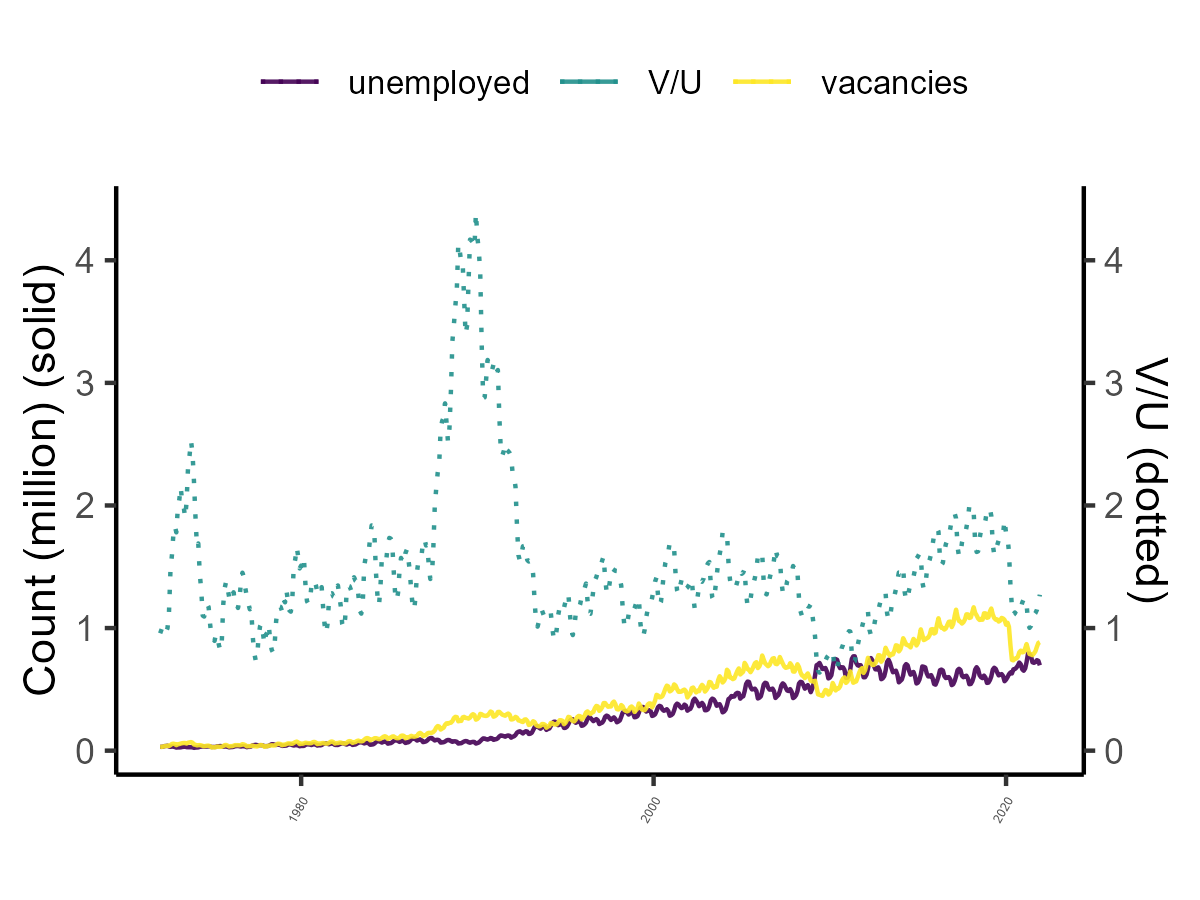 unemployed V/U vacancies
Count (million) (solid)
4
3
2
1
0
4
3
2
1
0
V/U (dotted)
1980 2000 2020